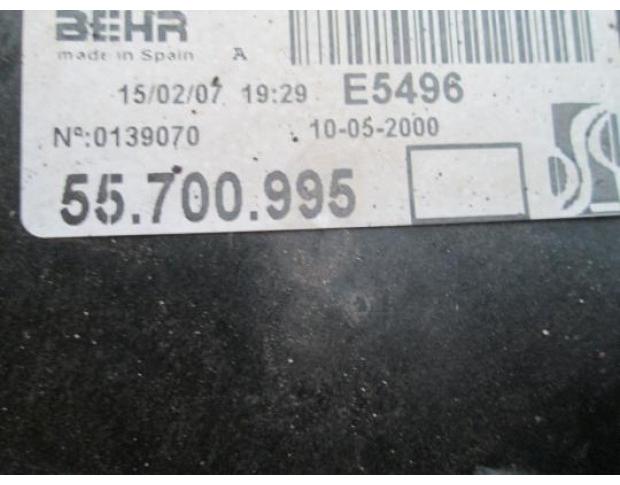 BEHR
made in Spain A
15/02/07 19:29 E5496
Nº:0139070 10-05-2000
55.700.995